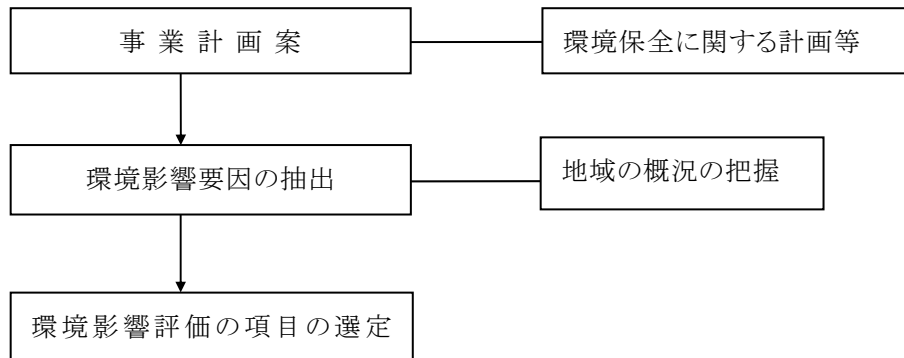 事業計画案
環境保全に関する計画等
環境影響要因の抽出
地域の概況の把握
環境影響評価の項目の選定